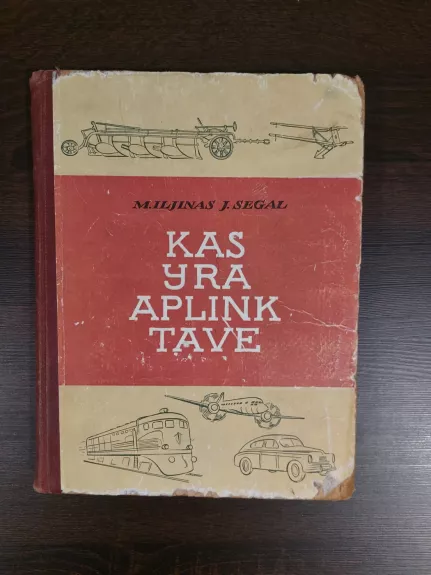 M. ILJINAS J. SEGAL
KAS
YRA
APLINK
TAVE